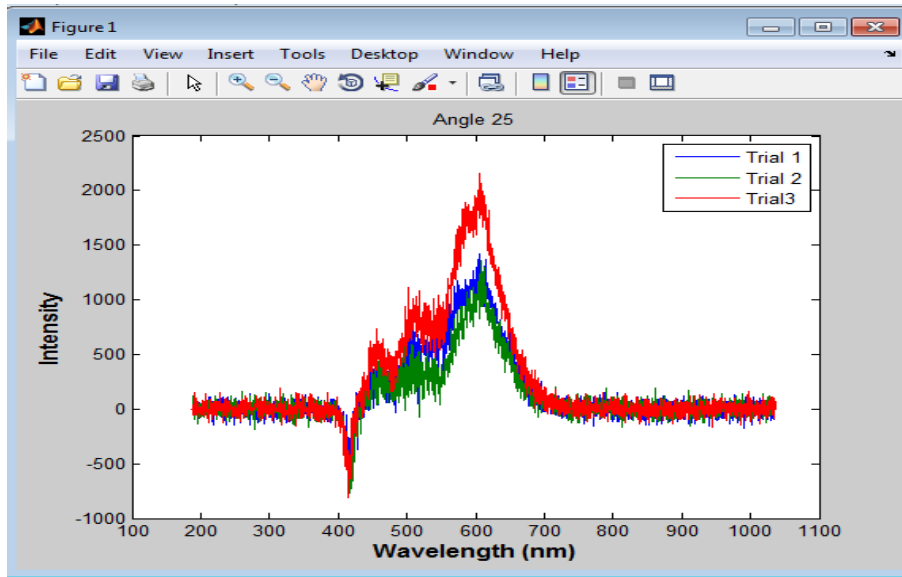 Figure 1
File Edit View Insert Tools Desktop Window Help
Angle 25
2500
2000
1500
1000
500
0
-500
-1000
Intensity
Trial 1
Trial 2
Trial3
100 200 300 400 500 600 700 800 900 1000 1100
Wavelength (nm)